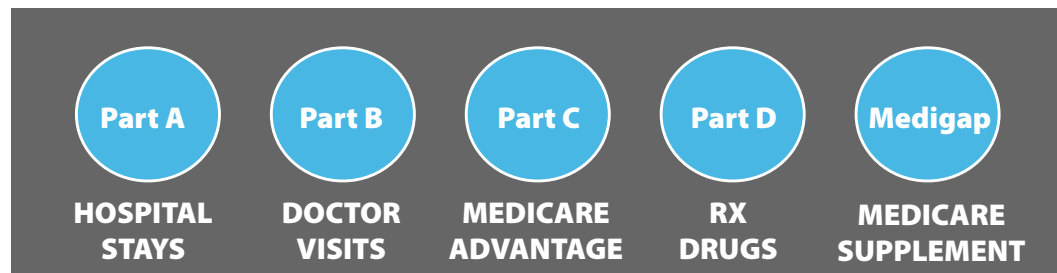 Part A
Part B
Part C
Part D
Medigap
HOSPITAL
STAYS
DOCTOR
VISITS
MEDICARE
ADVANTAGE
RX
DRUGS
MEDICARE
SUPPLEMENT